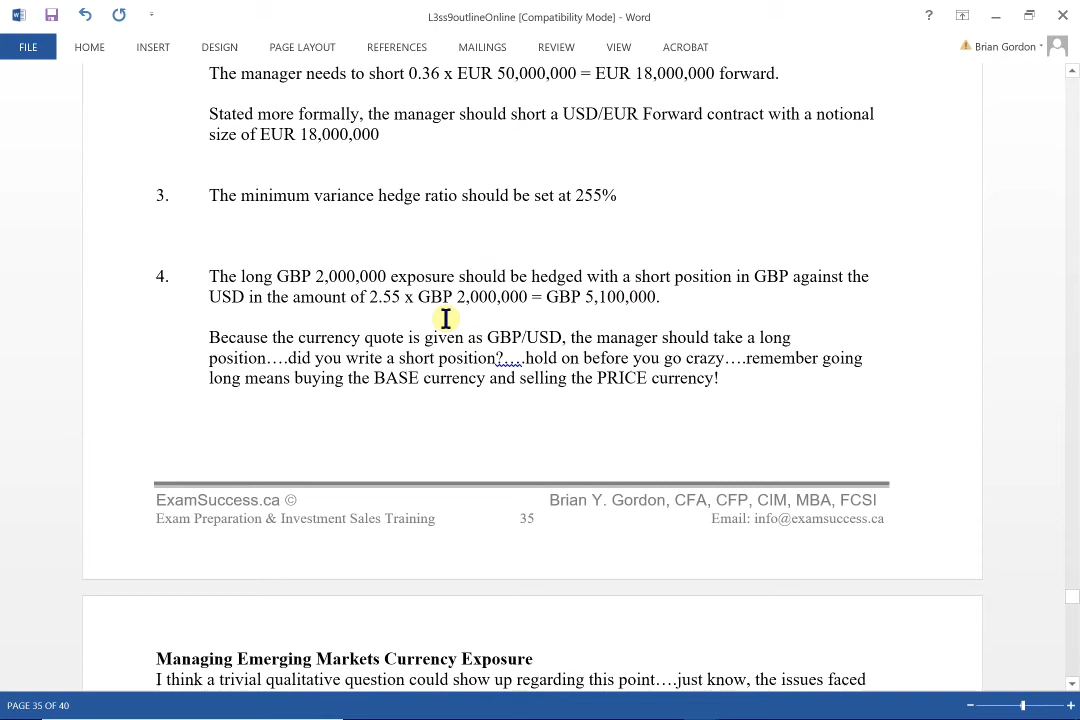 L3ss9outlineOnline [Compatibility Mode] - Word
?
FILE HOME INSERT DESIGN PAGE LAYOUT REFERENCES MAILINGS REVIEW VIEW ACROBAT Brian Gordon
The manager needs to short 0.36 x EUR 50,000,000 = EUR 18,000,000 forward.
Stated more formally, the manager should short a USD/EUR Forward contract with a notional
size of EUR 18,000,000
3. The minimum variance hedge ratio should be set at 255%
4. The long GBP 2,000,000 exposure should be hedged with a short position in GBP against the
USD in the amount of 2.55 x GBP 2,000,000 = GBP 5,100,000.
Because the currency quote is given as GBP/USD, the manager should take a long
position….did you write a short position?….hold on before you go crazy….remember going
long means buying the BASE currency and selling the PRICE currency!
ExamSuccess.ca © Brian Y. Gordon, CFA, CFP, CIM, MBA, FCSI
Exam Preparation & Investment Sales Training 35 Email: info@examsuccess.ca
Managing Emerging Markets Currency Exposure
I think a trivial qualitative question could show up regarding this point….just know, the issues faced
PAGE 35 OF 40